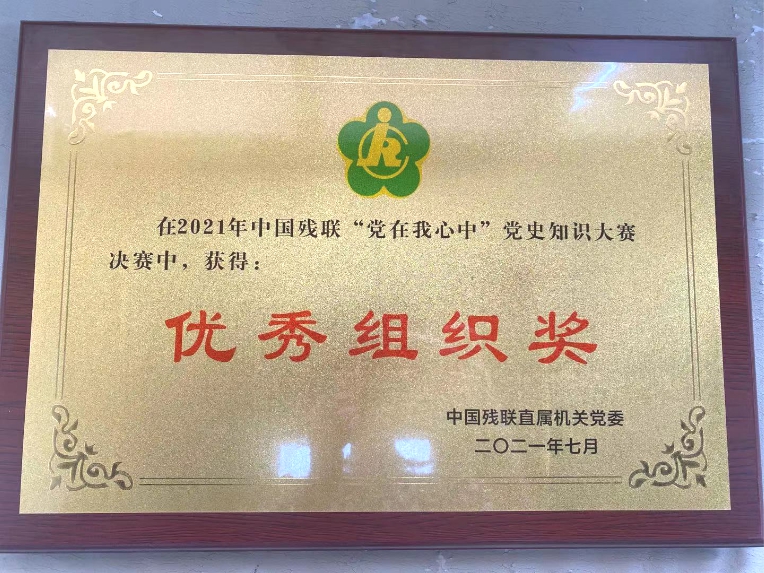 在2021年中国残联“党在我心中”党史知识大赛
决赛中，获得：
优秀组织奖
中国残联直属机关党委
二〇二一年七月